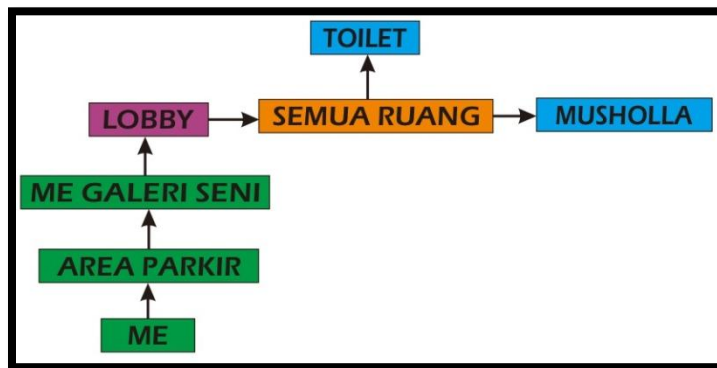 TOILET
LOBBY
SEMUA RUANG
MUSHOLLA
ME GALERI SENI
AREA PARKIR
ME